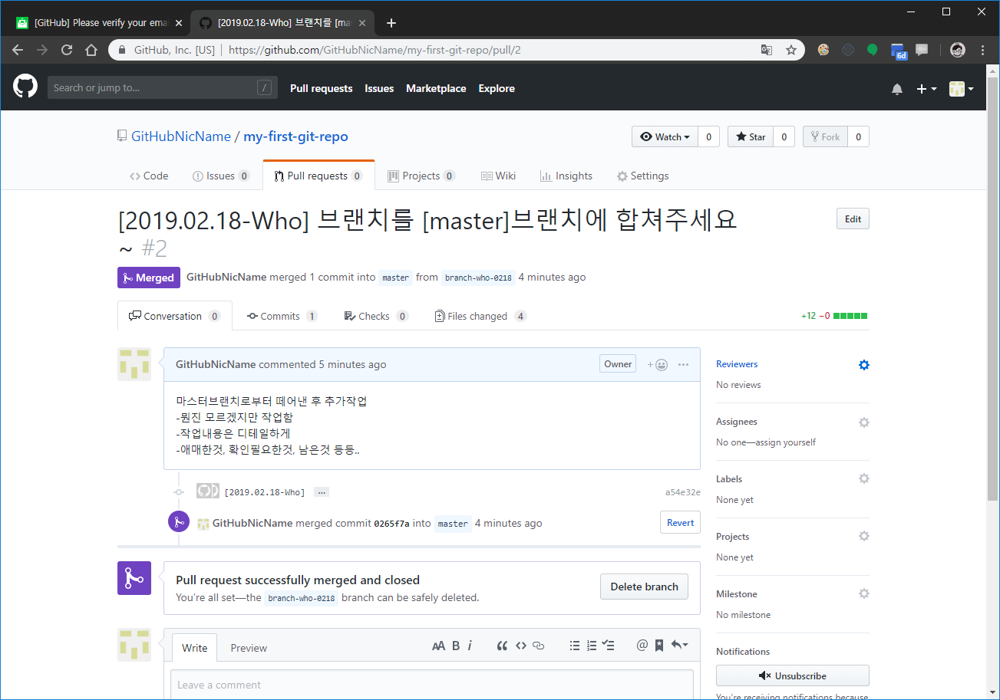 [GitHub] Please verify your ema
[2019.02.18-Who] 브랜치를 [ma
GitHub, Inc. [US] https://github.com/GitHubNicName/my-first-git-repo/pull/2
6d
Search or jump to...
/
Pull requests Issues Marketplace Explore
GitHubNicName / my-first-git-repo
Watch 0 Star 0 Fork 0
Code Issues 0 Pull requests 0 Projects 0 Wiki Insights Settings
[2019.02.18-Who] 브랜치를 [master]브랜치에 합쳐주세요
~ #2
Edit
Merged GitHubNicName merged 1 commit into master from branch-who-0218 4 minutes ago
Conversation 0 Commits 1 Checks 0 Files changed 4
+12 −0
GitHubNicName commented 5 minutes ago
Owner
마스터브랜치로부터 떼어낸 후 추가작업
-뭔진 모르겠지만 작업함
-작업내용은 디테일하게
-애매한것, 확인필요한것, 남은것 등등..
[2019.02.18-Who] ...
a54e32e
GitHubNicName merged commit 0265f7a into master 4 minutes ago
Revert
Pull request successfully merged and closed
You're all set—the branch-who-0218 branch can be safely deleted.
Delete branch
Write Preview
AA B i
Leave a comment
Reviewers
No reviews
Assignees
No one—assign yourself
Labels
None yet
Projects
None yet
Milestone
No milestone
Notifications
Unsubscribe
You're receiving notifications because